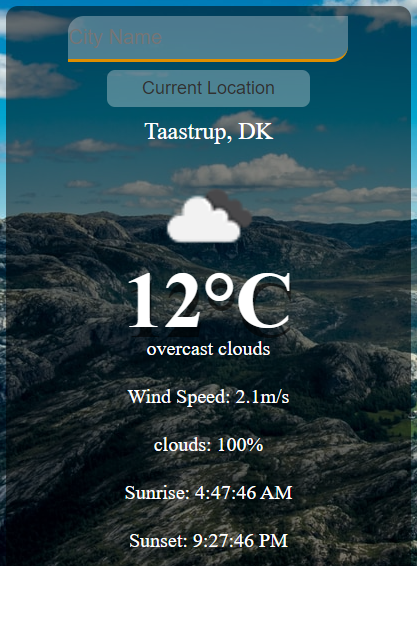 City Name
Current Location
Taastrup, DK
12°C
overcast clouds
Wind Speed: 2.1m/s
clouds: 100%
Sunrise: 4:47:46 AM
Sunset: 9:27:46 PM